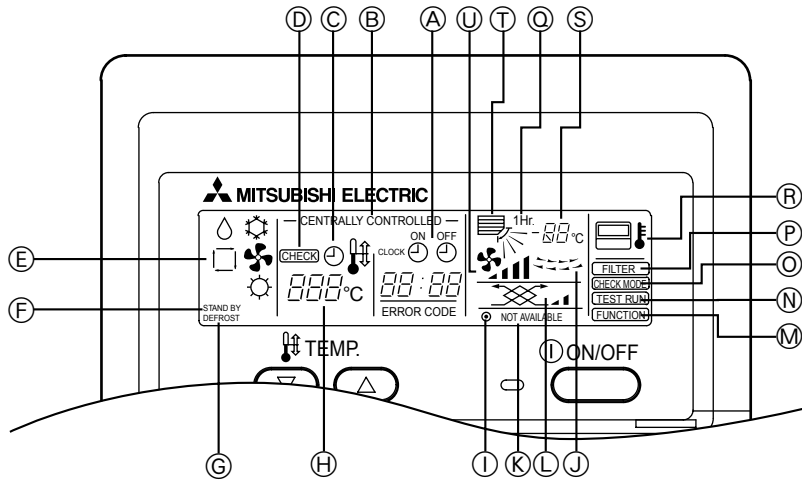 D C B A U T Q S
MITSUBISHI ELECTRIC
CENTRALLY CONTROLLED
1Hr.
ON OFF
CLOCK
CHECK
88°C
888°C
88:88
ERROR CODE
STAND BY
DEFROST
NOT AVAILABLE
FILTER
CHECK MODE
TEST RUN
FUNCTION
E
F
R
P
O
N
M
TEMP.
ON/OFF
G H I K L J